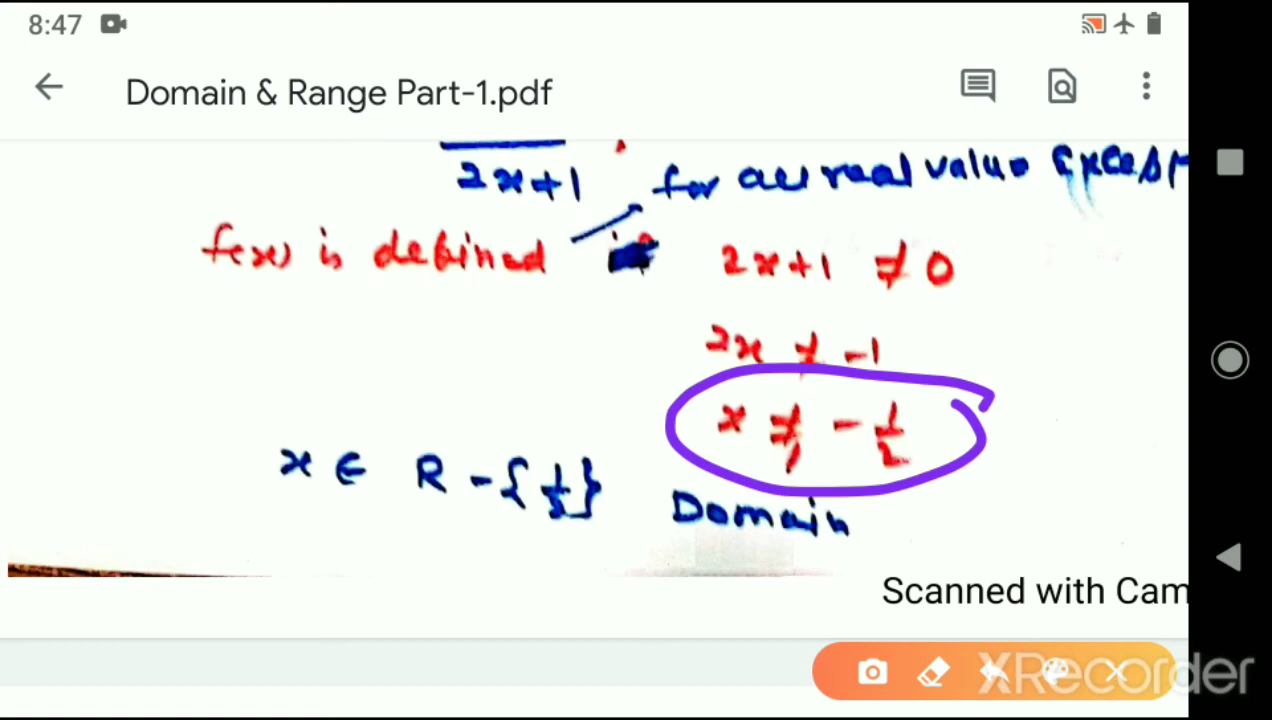 8:47
Domain & Range Part-1.pdf
2x+1 for all real value Except
f(x) is defined 2x+1 ≠ 0
2x ≠ -1
x ≠ -1/2
x ∈ R -{1/2} Domain
Scanned with Cam
XRecorder